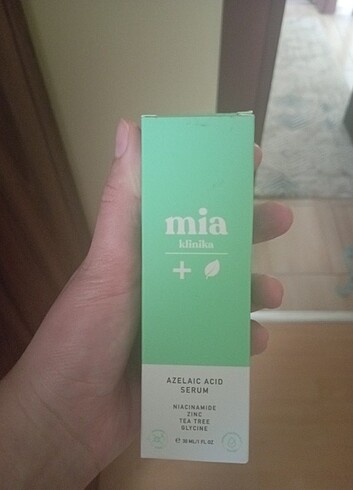 mia
klinika
AZELAIC ACID
SERUM
NIACINAMIDE
ZINC
TEA TREE
GLYCINE
℮ 30 ML/1 FL OZ